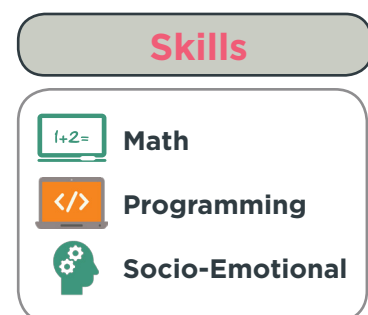 Skills
1+2=
Math
</>
Programming
Socio-Emotional